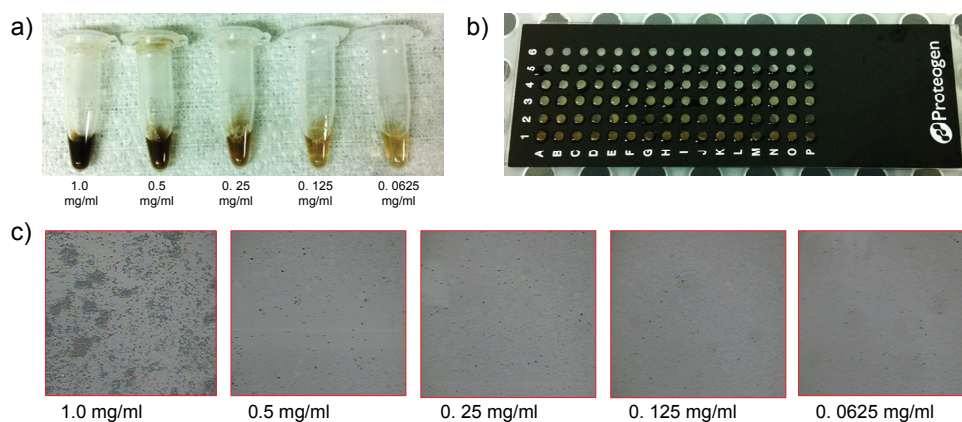 a)
1.0 0.5 0. 25 0. 125 0. 0625
mg/ml mg/ml mg/ml mg/ml mg/ml
b)
6
5
4
3
2
1
A B C D E F G H I J K L M N O P
Proteogen
c)
1.0 mg/ml 0.5 mg/ml 0. 25 mg/ml 0. 125 mg/ml 0. 0625 mg/ml